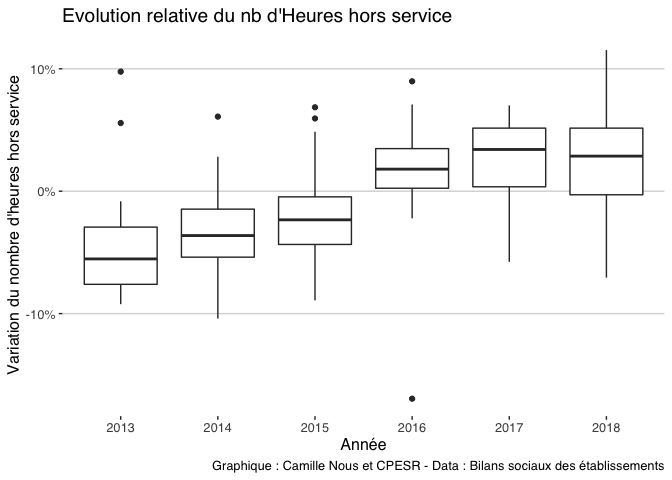 Evolution relative du nb d'Heures hors service
Variation du nombre d'heures hors service
10%
0%
-10%
2013 2014 2015 2016 2017 2018
Année
Graphique : Camille Nous et CPESR - Data : Bilans sociaux des établissements